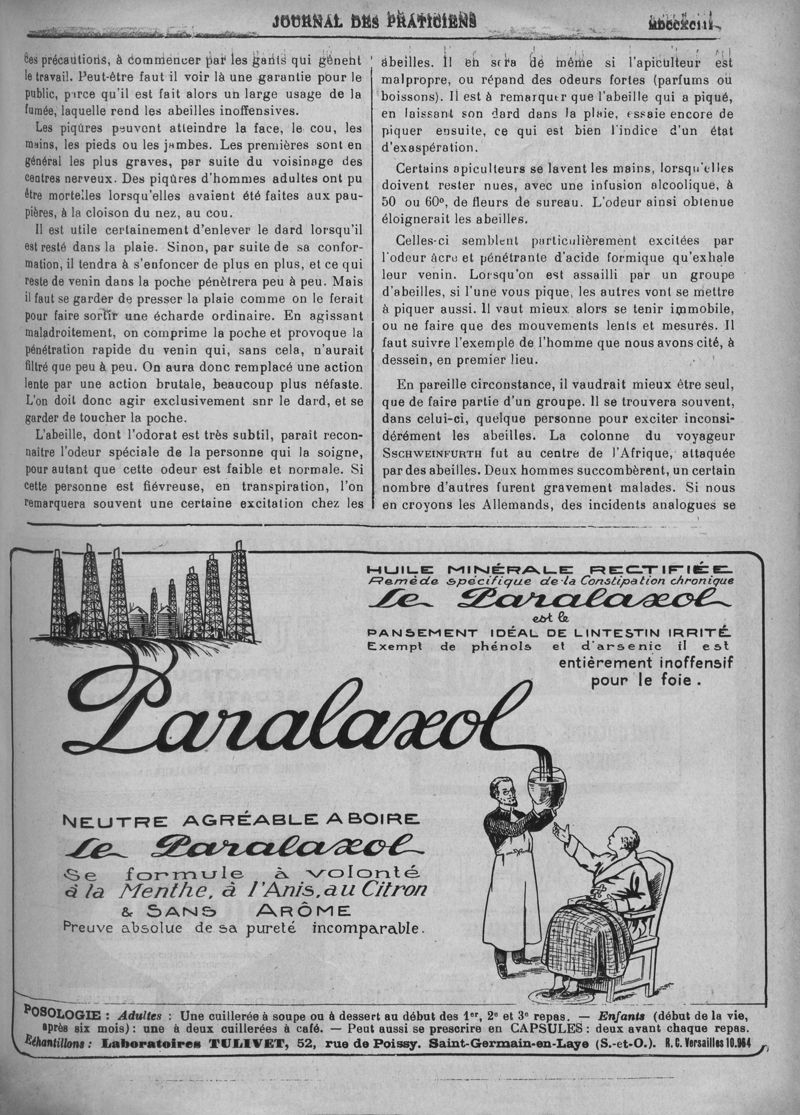 JOURNAL DES PRATICIENS
ces précautions, à commencer par les gants qui gênent
le travail. Peut-être faut il voir là une garantie pour le
public, parce qu'il est fait alors un large usage de la
fumée, laquelle rend les abeilles inoffensives.
Les piqûres peuvent atteindre la face, le cou, les
mains, les pieds ou les jambes. Les premières sont en
général les plus graves, par suite du voisinage des
centres nerveux. Des piqûres d'hommes adultes ont pu
être mortelles lorsqu'elles avaient été faites aux pau-
pières, à la cloison du nez, au cou.
Il est utile certainement d'enlever le dard lorsqu'il
est resté dans la plaie. Sinon, par suite de sa confor-
mation, il tendra à s'enfoncer de plus en plus, et ce qui
reste de venin dans la poche pénètrera peu à peu. Mais
il faut se garder de presser la plaie comme on le ferait
pour faire sortir une écharde ordinaire. En agissant
maladroitement, on comprime la poche et provoque la
pénétration rapide du venin qui, sans cela, n'aurait
filtré que peu à peu. On aura donc remplacé une action
lente par une action brutale, beaucoup plus néfaste.
L'on doit donc agir exclusivement snr le dard, et se
garder de toucher la poche.
L'abeille, dont l'odorat est très subtil, parait recon-
naitre l'odeur spéciale de la personne qui la soigne,
pour autant que cette odeur est faible et normale. Si
cette personne est fiévreuse, en transpiration, l'on
remarquera souvent une certaine excitation chez les
abeilles. Il en sera de même si l'apiculteur est
malpropre, ou répand des odeurs fortes (parfums ou
boissons). Il est à remarquer que l'abeille qui a piqué,
en laissant son dard dans la plaie, essaie encore de
piquer ensuite, ce qui est bien l'indice d'un état
d'exaspération.
Certains apiculteurs se lavent les mains, lorsqu'elles
doivent rester nues, avec une infusion alcoolique, à
50 ou 60°, de fleurs de sureau. L'odeur ainsi obtenue
éloignerait les abeilles.
Celles-ci semblent particulièrement excitées par
l'odeur âcre et pénétrante d'acide formique qu'exhale
leur venin. Lorsqu'on est assailli par un groupe
d'abeilles, si l'une vous pique, les autres vont se mettre
à piquer aussi. Il vaut mieux alors se tenir immobile,
ou ne faire que des mouvements lents et mesurés. Il
faut suivre l'exemple de l'homme que nous avons cité, à
dessein, en premier lieu.
En pareille circonstance, il vaudrait mieux être seul,
que de faire partie d'un groupe. Il se trouvera souvent,
dans celui-ci, quelque personne pour exciter inconsi-
dérément les abeilles. La colonne du voyageur
SSCHWEINFURTH fut au centre de l'Afrique, attaquée
par des abeilles. Deux hommes succombèrent, un certain
nombre d'autres furent gravement malades. Si nous
en croyons les Allemands, des incidents analogues se
HUILE MINÉRALE RECTIFIÉE
Remède spécifique de la Constipation chronique
Le Paralaxol
est le
PANSEMENT IDÉAL DE L'INTESTIN IRRITÉ
Exempt de phénols et d'arsenic il est
entièrement inoffensif
pour le foie.
Paralaxol
NEUTRE AGRÉABLE A BOIRE
Le Paralaxol
Se formule à volonté
à la Menthe, à l'Anis, au Citron
& SANS ARÔME
Preuve absolue de sa pureté incomparable.
POSOLOGIE : Adultes : Une cuillerée à soupe ou à dessert au début des 1er, 2e et 3e repas. — Enfants (début de la vie,
après six mois) : une à deux cuillerées à café. — Peut aussi se prescrire en CAPSULES : deux avant chaque repas.
Echantillons : Laboratoires TULIVET, 52, rue de Poissy. Saint-Germain-en-Laye (S.-et-O.). R.C. Versailles 10.984